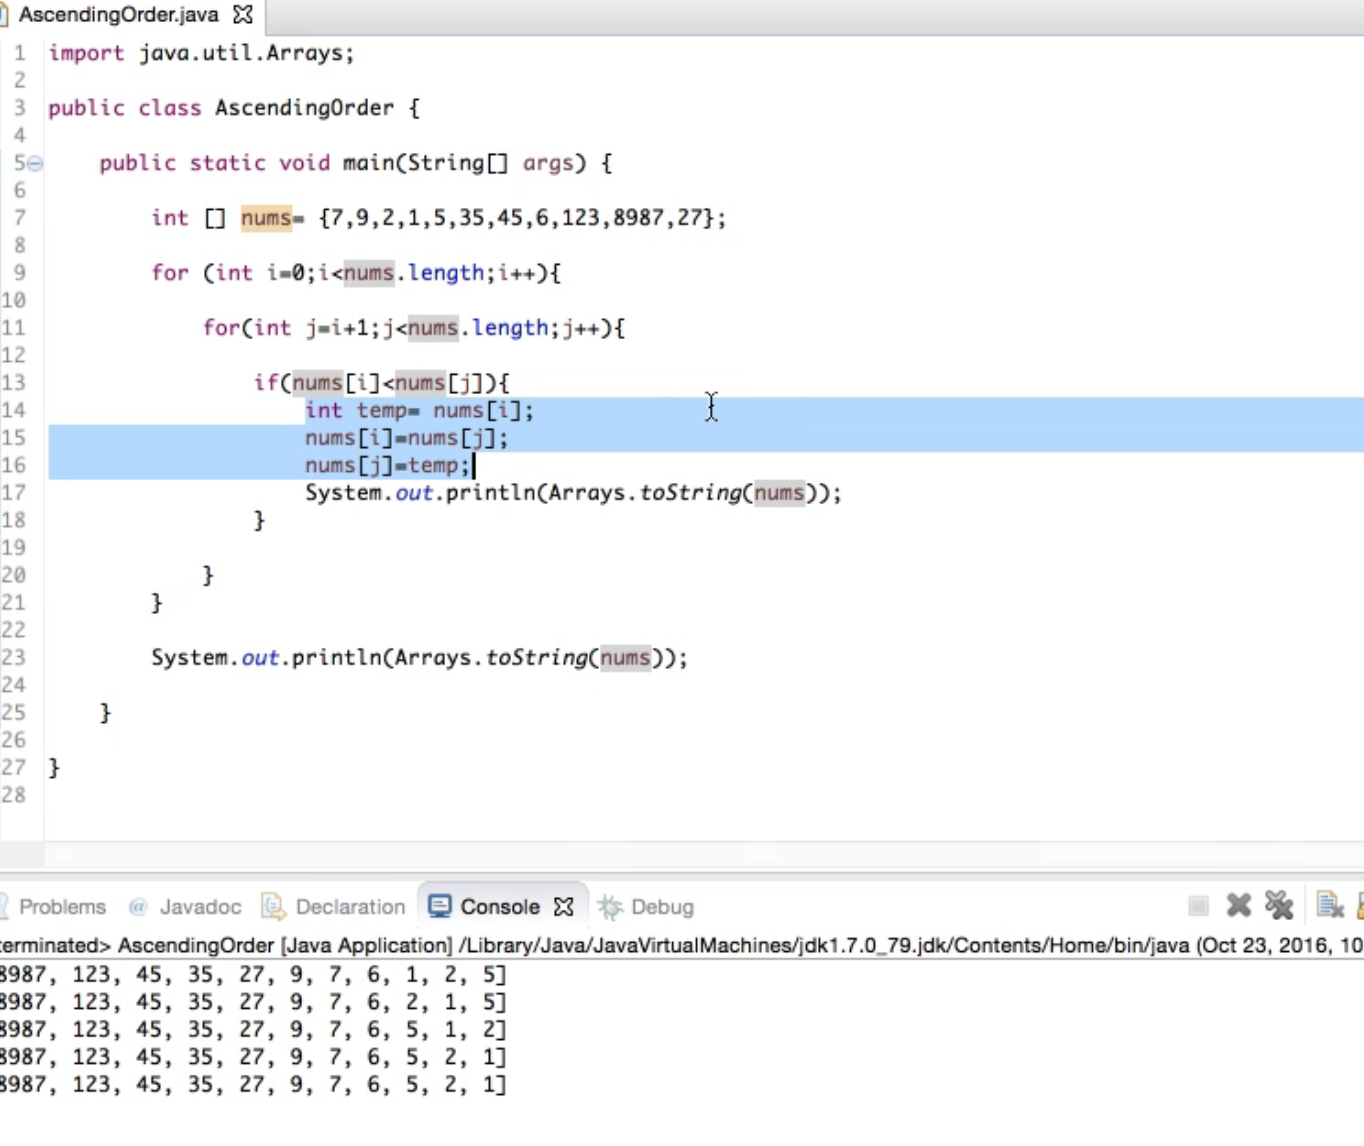 AscendingOrder.java
1 import java.util.Arrays;
2
3 public class AscendingOrder {
4
5 public static void main(String[] args) {
6
7 int [] nums= {7,9,2,1,5,35,45,6,123,8987,27};
8
9 for (int i=0;i<nums.length;i++){
10
11 for(int j=i+1;j<nums.length;j++){
12
13 if(nums[i]<nums[j]){
14 int temp= nums[i];
15 nums[i]=nums[j];
16 nums[j]=temp;
17 System.out.println(Arrays.toString(nums));
18 }
19
20 }
21 }
22
23 System.out.println(Arrays.toString(nums));
24
25 }
26
27 }
28
Problems @ Javadoc Declaration Console Debug
terminated> AscendingOrder [Java Application] /Library/Java/JavaVirtualMachines/jdk1.7.0_79.jdk/Contents/Home/bin/java (Oct 23, 2016, 10
8987, 123, 45, 35, 27, 9, 7, 6, 1, 2, 5]
8987, 123, 45, 35, 27, 9, 7, 6, 2, 1, 5]
8987, 123, 45, 35, 27, 9, 7, 6, 5, 1, 2]
8987, 123, 45, 35, 27, 9, 7, 6, 5, 2, 1]
8987, 123, 45, 35, 27, 9, 7, 6, 5, 2, 1]